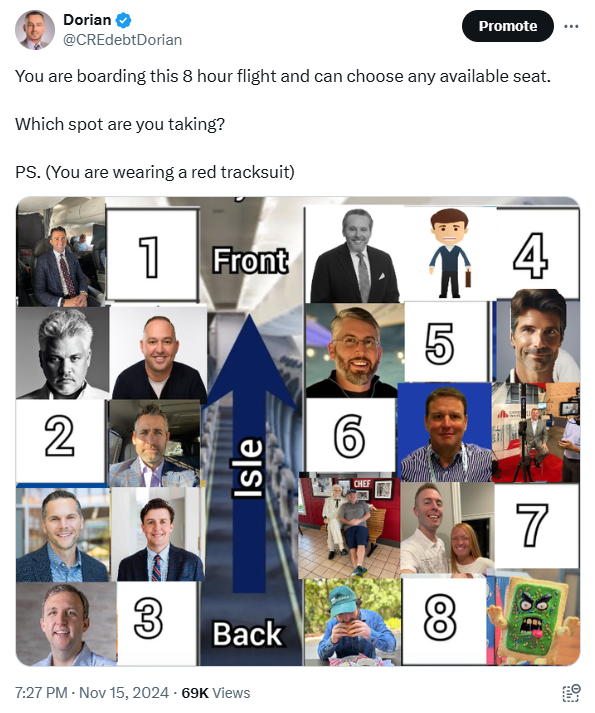 Dorian
Promote
@CREdebtDorian
You are boarding this 8 hour flight and can choose any available seat.
Which spot are you taking?
PS. (You are wearing a red tracksuit)
1
Front
4
5
2
Isle
6
CHEF
7
3
Back
8
7:27 PM · Nov 15, 2024 · 69K Views